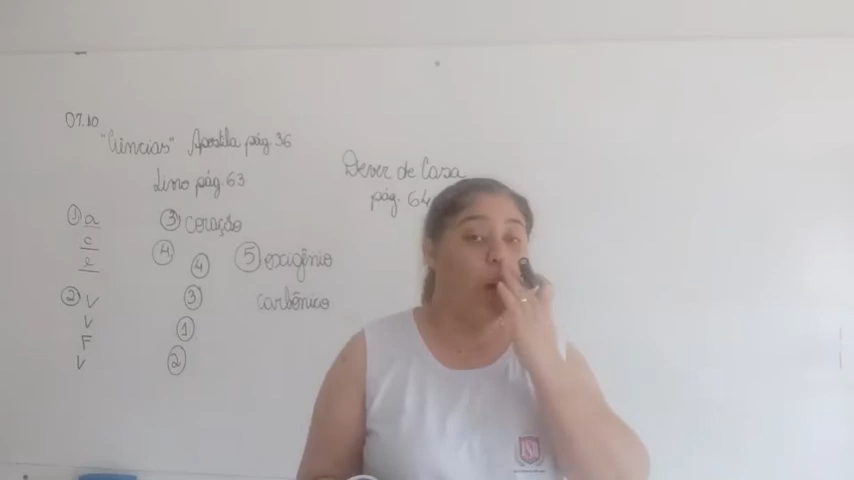 07.10
"Ciências" Apostila pág. 36
Livro pág. 63
① a
c
e
② V
V
F
V
③ coração
④
④
③
①
②
⑤ oxigênio
carbônico
Dever de Casa
pág. 64